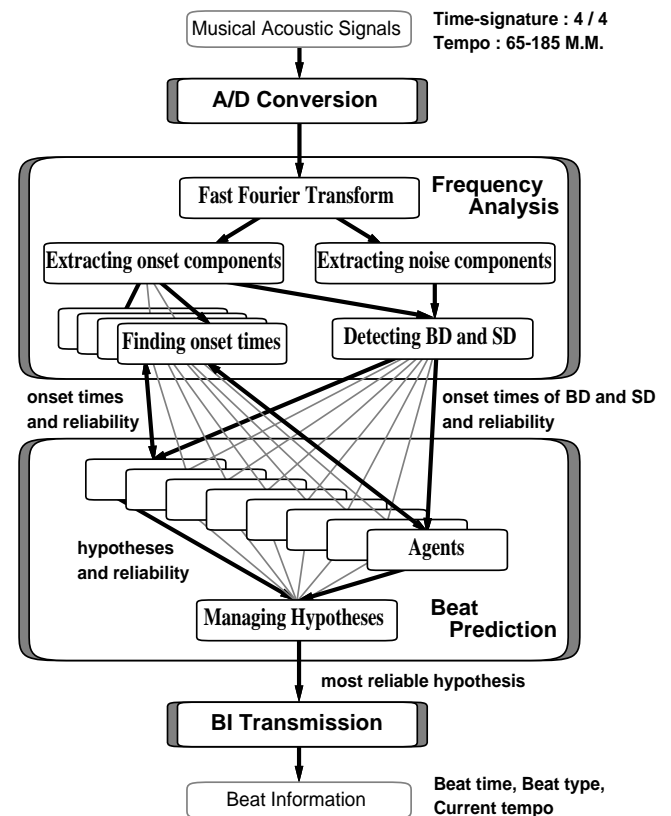 Musical Acoustic Signals
Time-signature : 4 / 4
Tempo : 65-185 M.M.
A/D Conversion
Fast Fourier Transform
Frequency
Analysis
Extracting onset components
Extracting noise components
Finding onset times
Detecting BD and SD
onset times
and reliability
onset times of BD and SD
and reliability
Agents
hypotheses
and reliability
Managing Hypotheses
Beat
Prediction
most reliable hypothesis
BI Transmission
Beat Information
Beat time, Beat type,
Current tempo